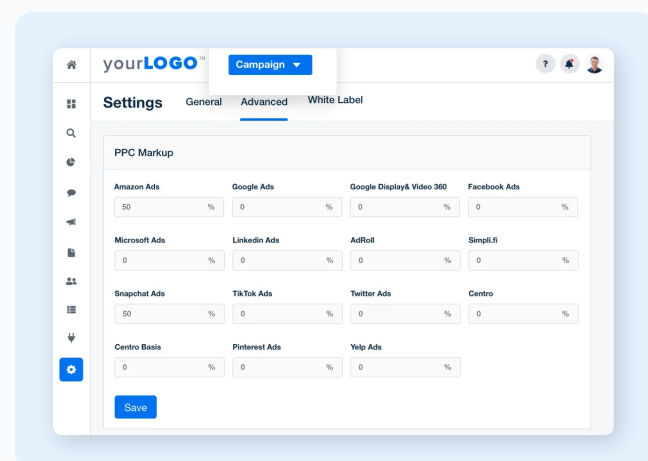 yourLOGO™
Campaign
?
Settings General Advanced White Label
PPC Markup
Amazon Ads Google Ads Google Display& Video 360 Facebook Ads
50 % 0 % 0 % 0 %
Microsoft Ads Linkedin Ads AdRoll Simpli.fi
0 % 0 % 0 % 0 %
Snapchat Ads TikTok Ads Twitter Ads Centro
50 % 0 % 0 % 0 %
Centro Basis Pinterest Ads Yelp Ads
0 % 0 % 0 %
Save